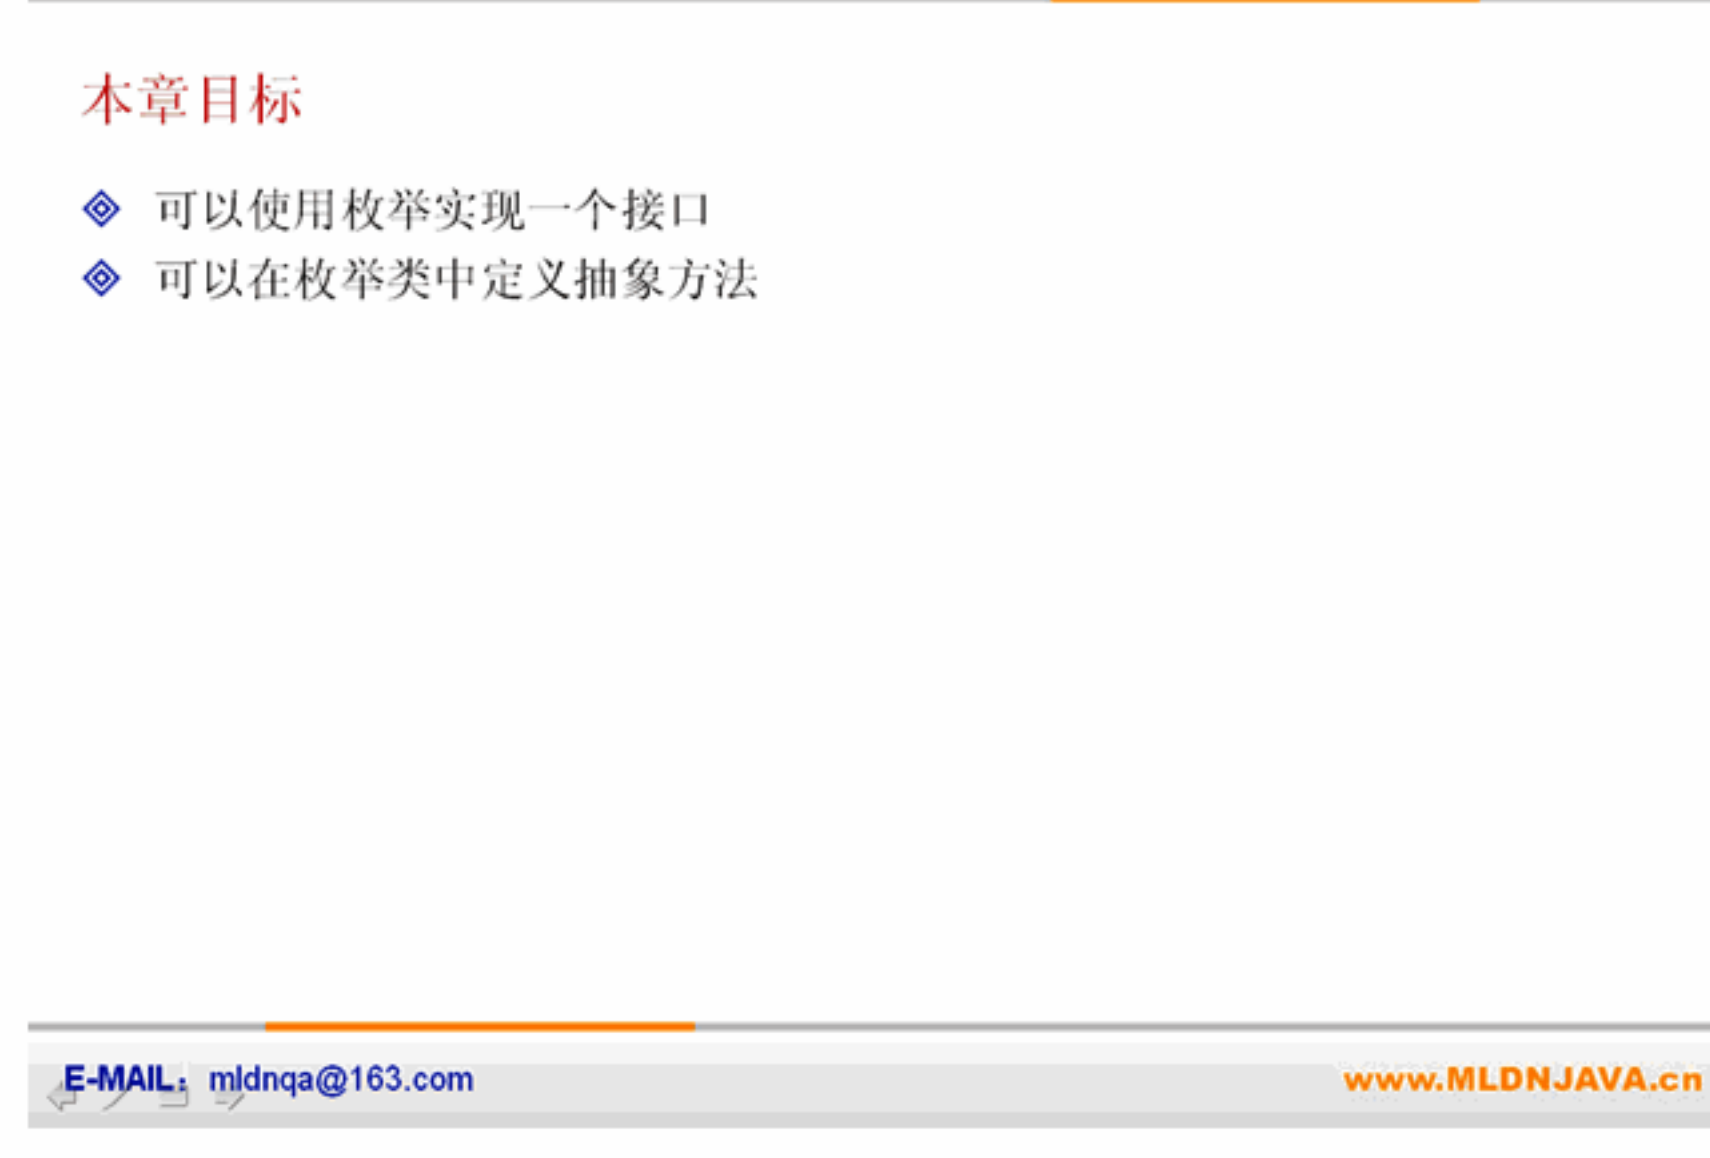 本章目标
可以使用枚举实现一个接口
可以在枚举类中定义抽象方法
E-MAIL：mldnqa@163.com
www.MLDNJAVA.cn